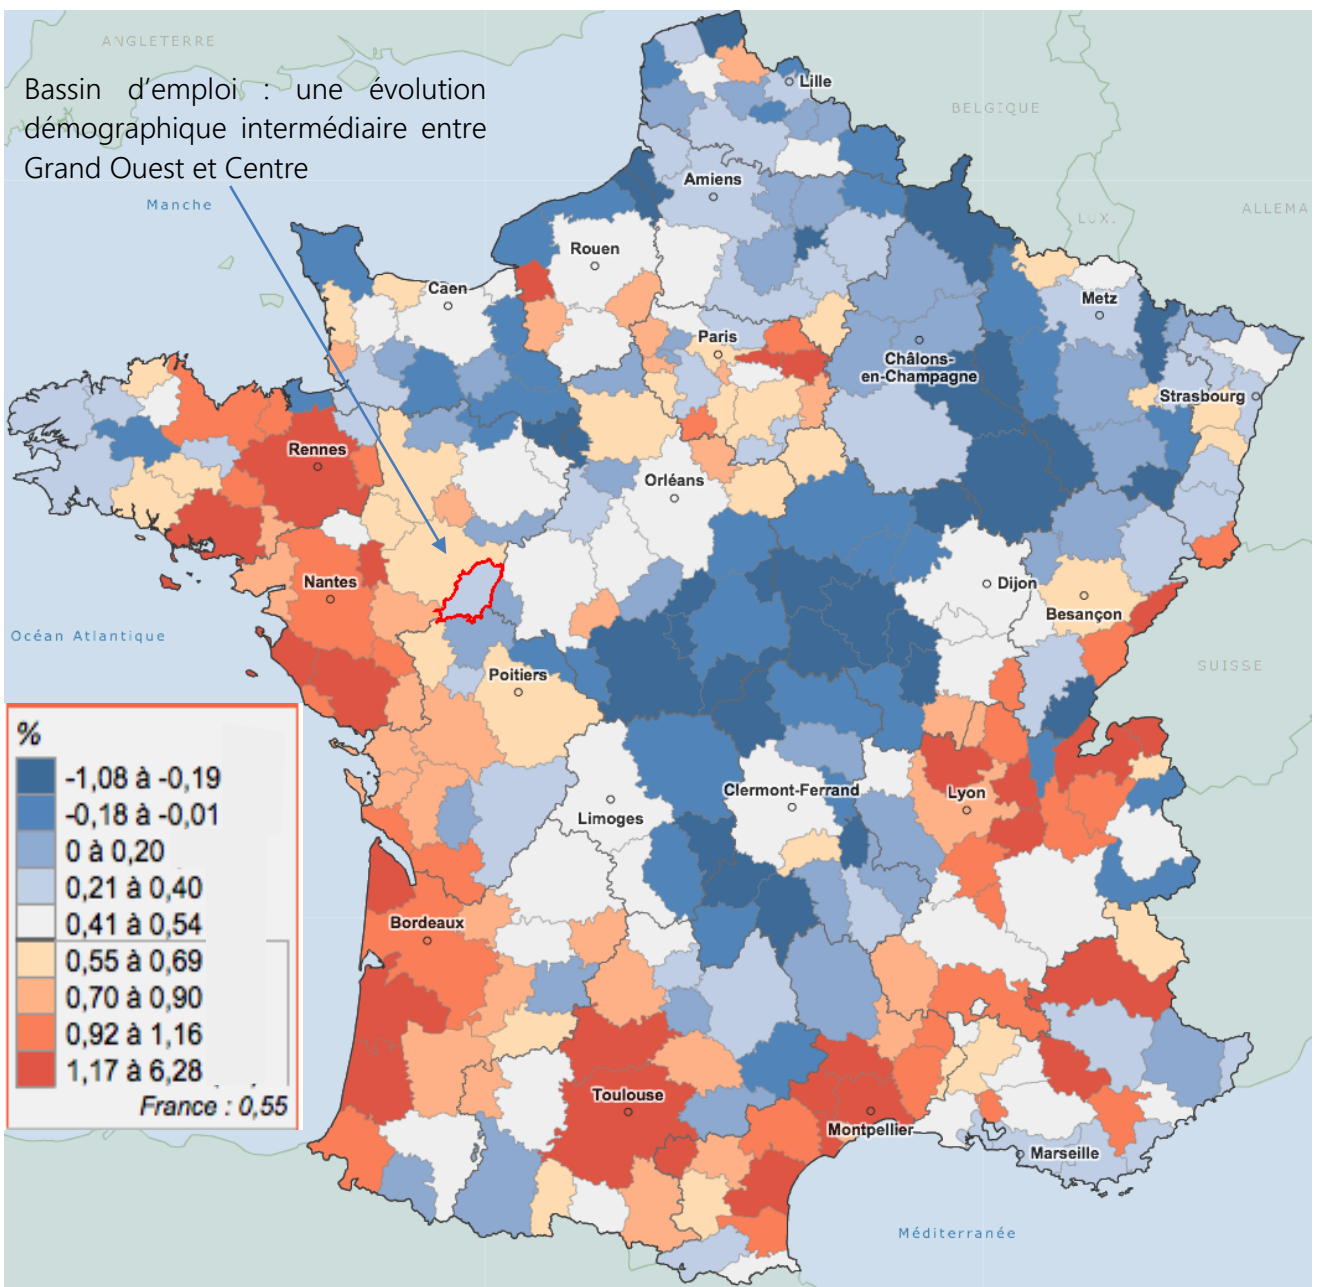 ANGLETERRE
Bassin d'emploi : une évolution
démographique intermédiaire entre
Grand Ouest et Centre
Manche
Lille
BELGIQUE
Amiens
LUX.
ALLEMA
Rouen
Caen
Metz
Paris
Châlons-
en-Champagne
Strasbourg
Rennes
Orléans
Nantes
Dijon
Besançon
Océan Atlantique
SUISSE
Poitiers
%
-1,08 à -0,19
-0,18 à -0,01
0 à 0,20
0,21 à 0,40
0,41 à 0,54
0,55 à 0,69
0,70 à 0,90
0,92 à 1,16
1,17 à 6,28
France : 0,55
Clermont-Ferrand
Lyon
Limoges
Bordeaux
Toulouse
Montpellier
Marseille
Méditerranée